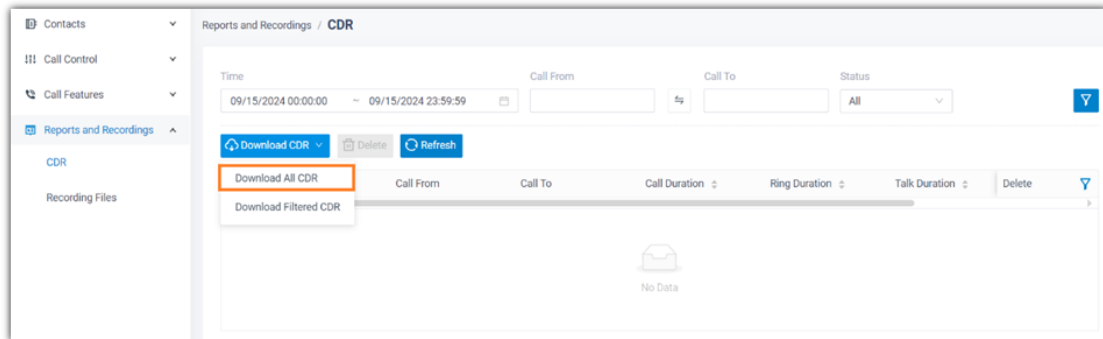 Contacts
Reports and Recordings / CDR
Call Control
Call Features
Reports and Recordings
CDR
Recording Files
Time Call From Call To Status
09/15/2024 00:00:00 ~ 09/15/2024 23:59:59 All
Download CDR Delete Refresh
Download All CDR
Download Filtered CDR
Call From Call To Call Duration Ring Duration Talk Duration Delete
No Data